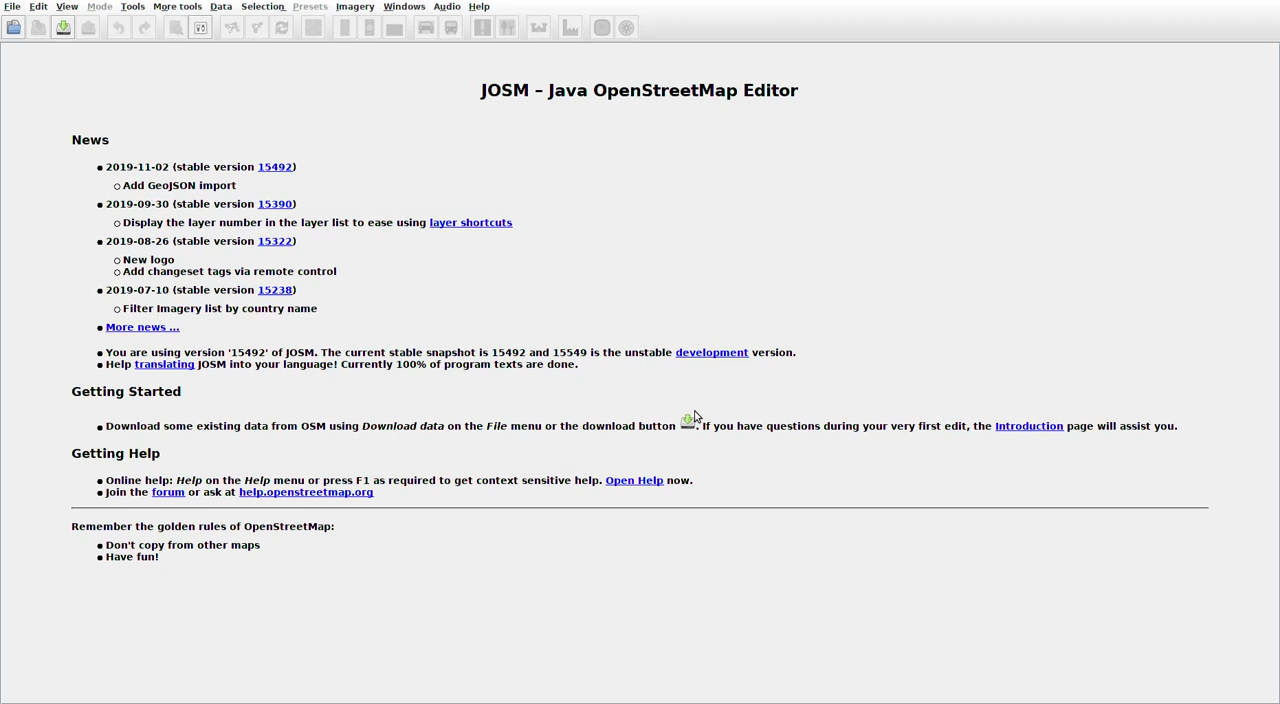 File Edit View Mode Tools More tools Data Selection Presets Imagery Windows Audio Help
JOSM – Java OpenStreetMap Editor
News
2019-11-02 (stable version 15492)
Add GeoJSON import
2019-09-30 (stable version 15390)
Display the layer number in the layer list to ease using layer shortcuts
2019-08-26 (stable version 15322)
New logo
Add changeset tags via remote control
2019-07-10 (stable version 15238)
Filter Imagery list by country name
More news ...
You are using version '15492' of JOSM. The current stable snapshot is 15492 and 15549 is the unstable development version.
Help translating JOSM into your language! Currently 100% of program texts are done.
Getting Started
Download some existing data from OSM using Download data on the File menu or the download button . If you have questions during your very first edit, the Introduction page will assist you.
Getting Help
Online help: Help on the Help menu or press F1 as required to get context sensitive help. Open Help now.
Join the forum or ask at help.openstreetmap.org
Remember the golden rules of OpenStreetMap:
Don't copy from other maps
Have fun!